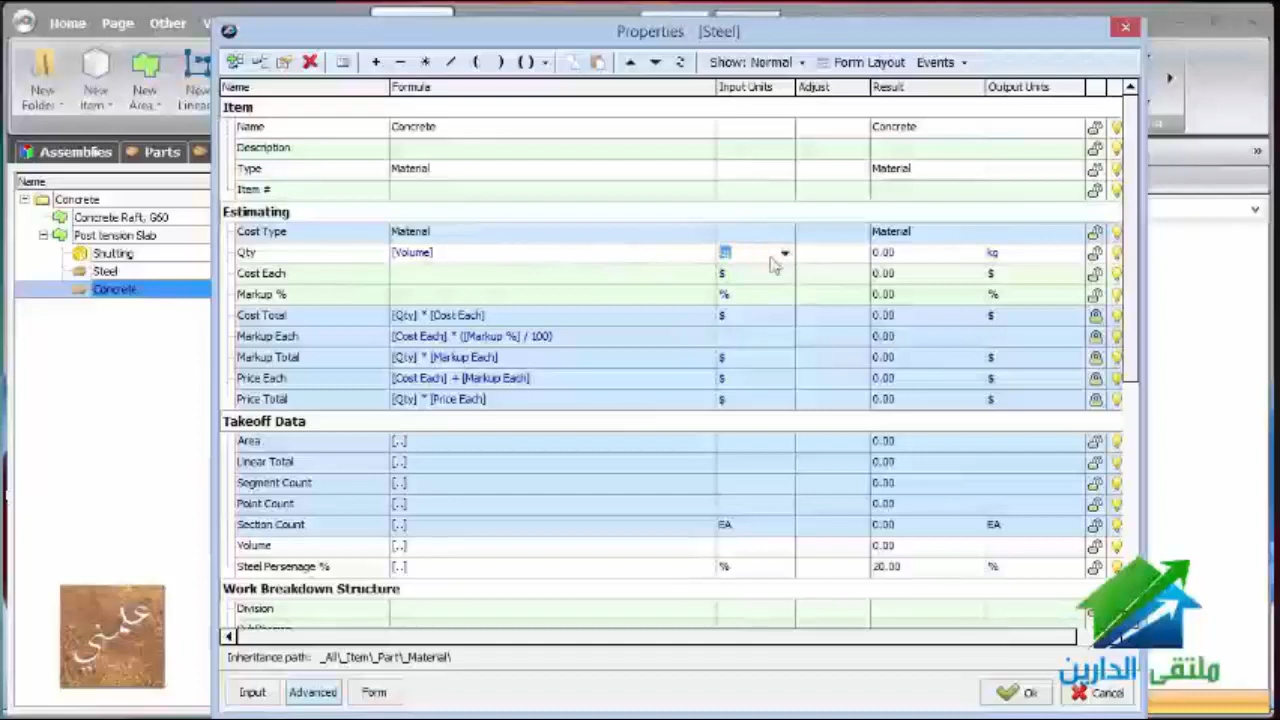 Home Page Other
Properties [Steel]
New Folder New Item New Area New Linear
Show: Normal Form Layout Events
Assemblies Parts
Name Formula Input Units Adjust Result Output Units
Name
Item
Name Concrete Concrete
Description
Type Material Material
Item #
Concrete
Concrete Raft, G60
Post tension Slab
Shutting
Steel
Concrete
Estimating
Cost Type Material Material
Qty [Volume] 0.00 kg
Cost Each $ 0.00 $
Markup % % 0.00 %
Cost Total [Qty] * [Cost Each] $ 0.00 $
Markup Each [Cost Each] * ([Markup %] / 100) 0.00
Markup Total [Qty] * [Markup Each] $ 0.00 $
Price Each [Cost Each] + [Markup Each] $ 0.00 $
Price Total [Qty] * [Price Each] $ 0.00 $
Takeoff Data
Area [..] 0.00
Linear Total [..] 0.00
Segment Count [..] 0.00
Point Count [..] 0.00
Section Count [..] EA 0.00 EA
Volume [..] 0.00
Steel Persenage % [..] % 20.00 %
Work Breakdown Structure
Division
Inheritance path: _All\_Item\_Part\_Material\
Input Advanced Form Ok Cancel
علمني
ملتقى الدارين